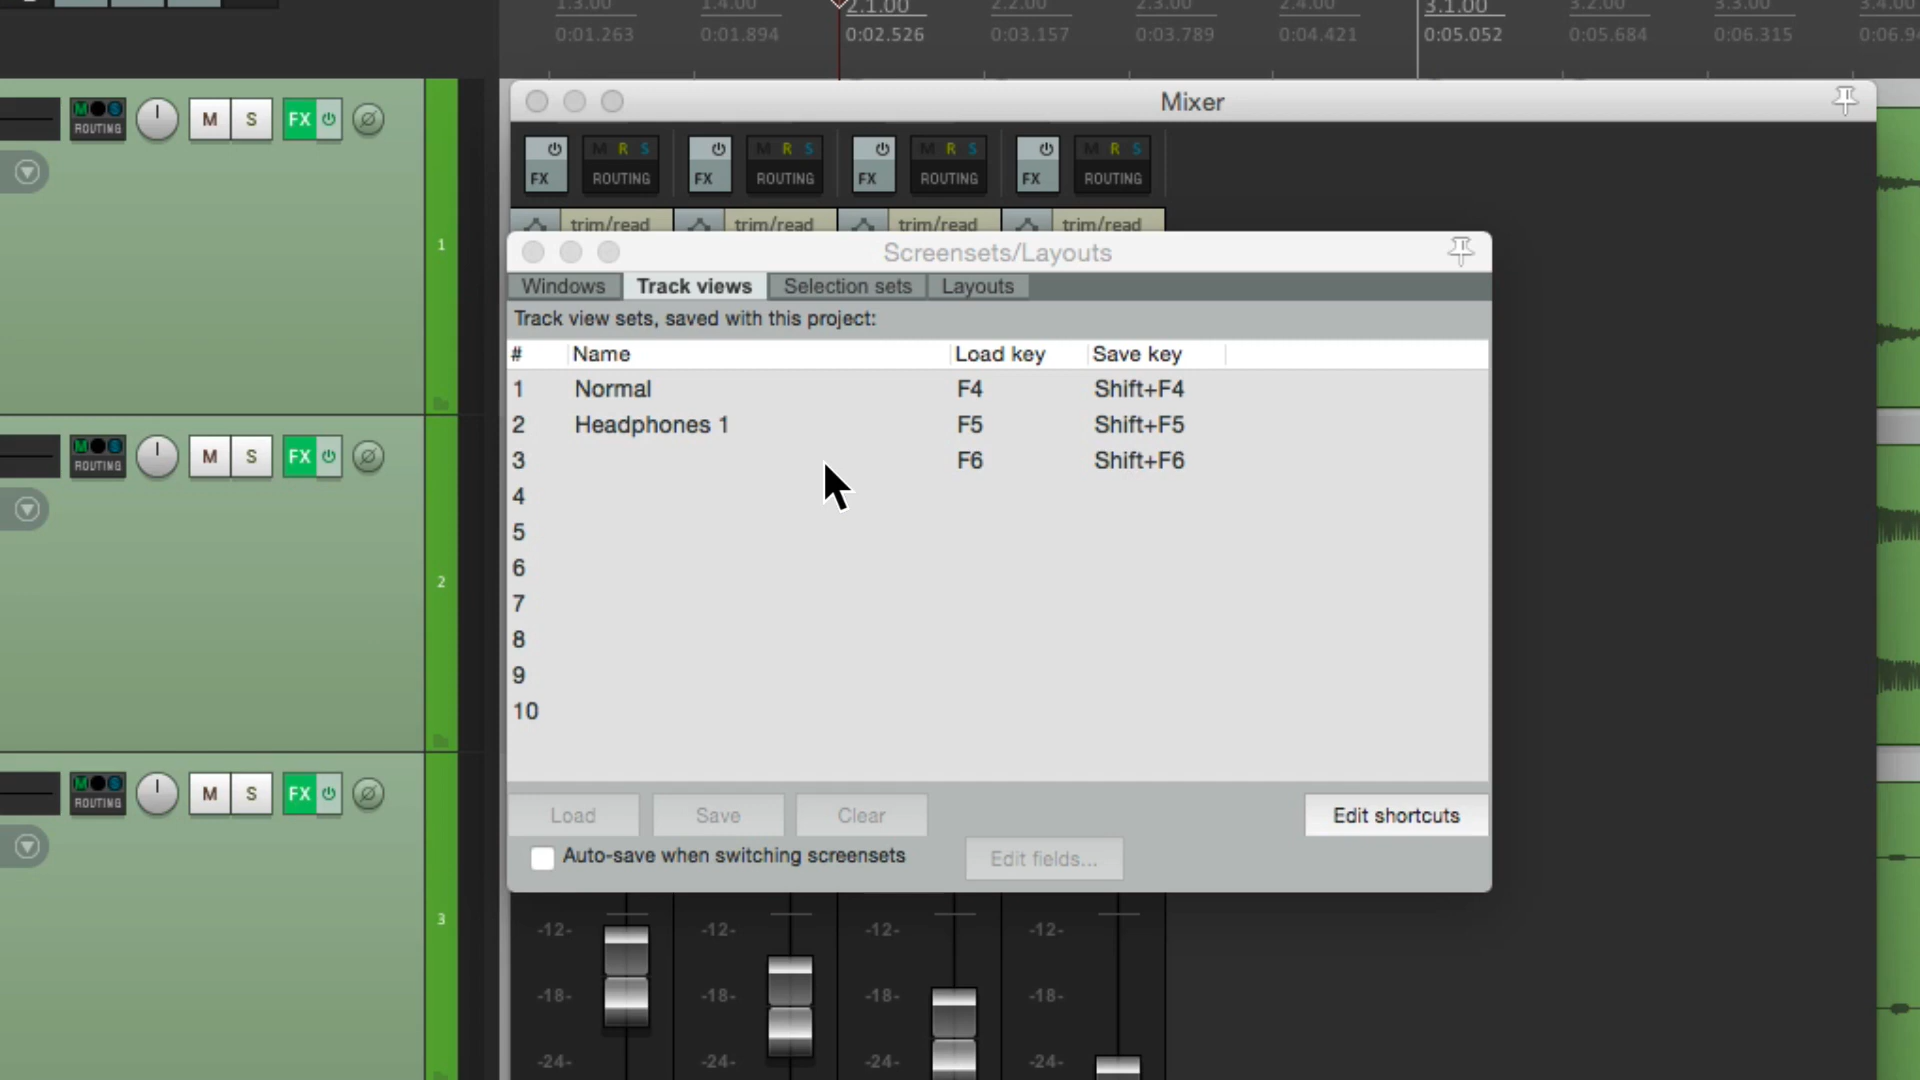 1.3.00 1.4.00 2.1.00 2.2.00 2.3.00 2.4.00 3.1.00 3.2.00 3.3.00 3.4.00
0:01.263 0:01.894 0:02.526 0:03.157 0:03.789 0:04.421 0:05.052 0:05.684 0:06.315
Mixer
M S ROUTING M S FX
M R S M R S M R S M R S
FX ROUTING FX ROUTING FX ROUTING FX ROUTING
trim/read trim/read trim/read trim/read
1
Screensets/Layouts
Windows Track views Selection sets Layouts
Track view sets, saved with this project:
# Name Load key Save key
1 Normal F4 Shift+F4
2 Headphones 1 F5 Shift+F5
3 F6 Shift+F6
4
5
6
7
8
9
10
M S ROUTING M S FX
2
Load Save Clear Edit shortcuts
Auto-save when switching screensets Edit fields...
M S ROUTING M S FX
3
-12- -12- -12- -12-
-18- -18- -18- -18-
-24- -24- -24- -24-